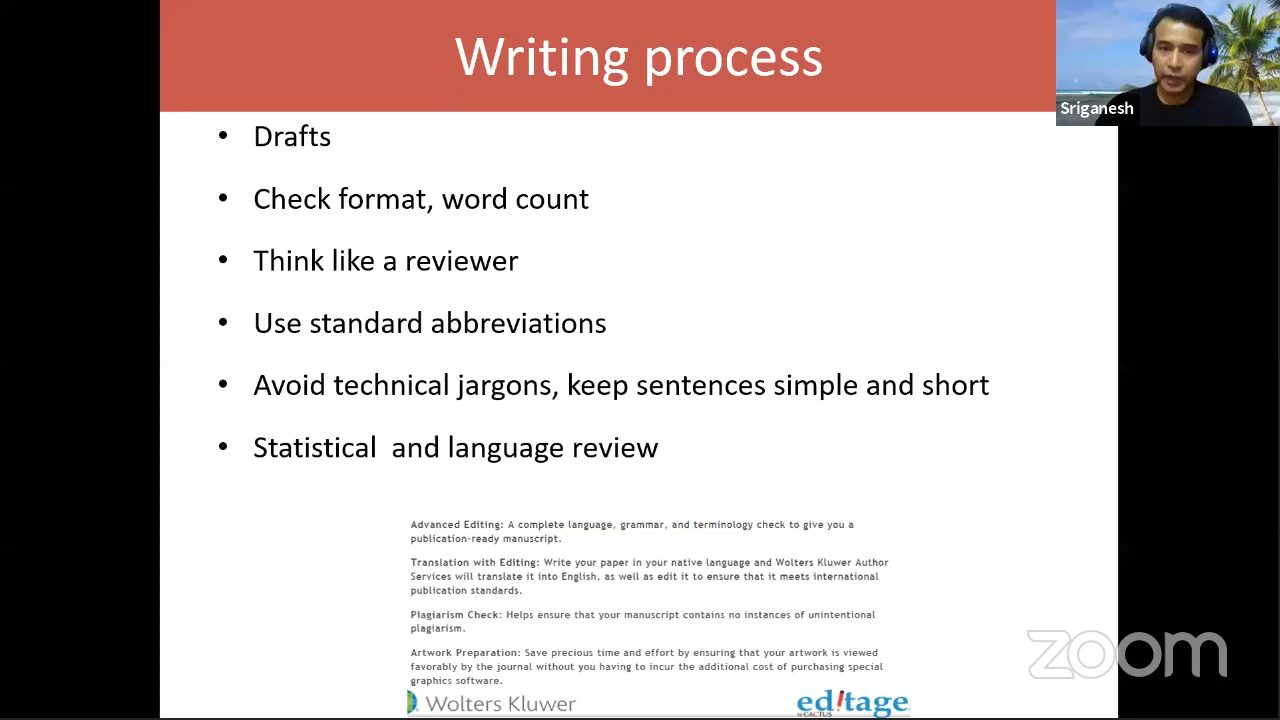 Writing process
Sriganesh
• Drafts
• Check format, word count
• Think like a reviewer
• Use standard abbreviations
• Avoid technical jargons, keep sentences simple and short
• Statistical and language review
Advanced Editing: A complete language, grammar, and terminology check to give you a
publication-ready manuscript.
Translation with Editing: Write your paper in your native language and Wolters Kluwer Author
Services will translate it into English, as well as edit it to ensure that it meets international
publication standards.
Plagiarism Check: Helps ensure that your manuscript contains no instances of unintentional
plagiarism.
Artwork Preparation: Save precious time and effort by ensuring that your artwork is viewed
favorably by the journal without you having to incur the additional cost of purchasing special
graphics software.
Wolters Kluwer
ed!tage
by CACTUS
zoom